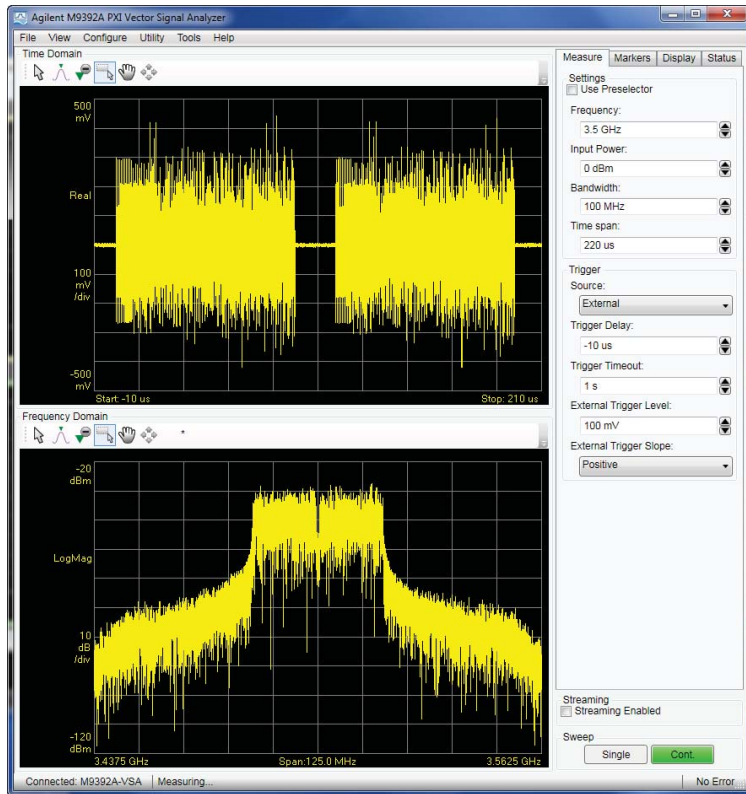 Agilent M9392A PXI Vector Signal Analyzer
File View Configure Utility Tools Help
Time Domain
500
mV
Real
100
mV
/div
-500
mV
Start: -10 us
Stop: 210 us
Frequency Domain
*
-20
dBm
LogMag
10
dB
/div
-120
dBm
3.4375 GHz
Span:125.0 MHz
3.5625 GHz
Measure Markers Display Status
Settings
Use Preselector
Frequency:
3.5 GHz
Input Power:
0 dBm
Bandwidth:
100 MHz
Time span:
220 us
Trigger
Source:
External
Trigger Delay:
-10 us
Trigger Timeout:
1 s
External Trigger Level:
100 mV
External Trigger Slope:
Positive
Streaming
Streaming Enabled
Sweep
Single Cont.
Connected: M9392A-VSA Measuring... No Error